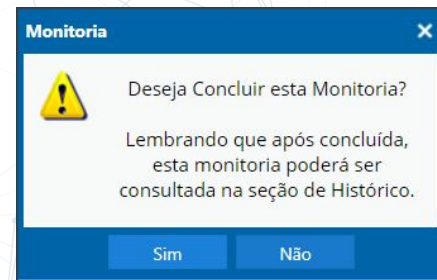 Monitoria
Deseja Concluir esta Monitoria?
Lembrando que após concluída,
esta monitoria poderá ser
consultada na seção de Histórico.
Sim Não